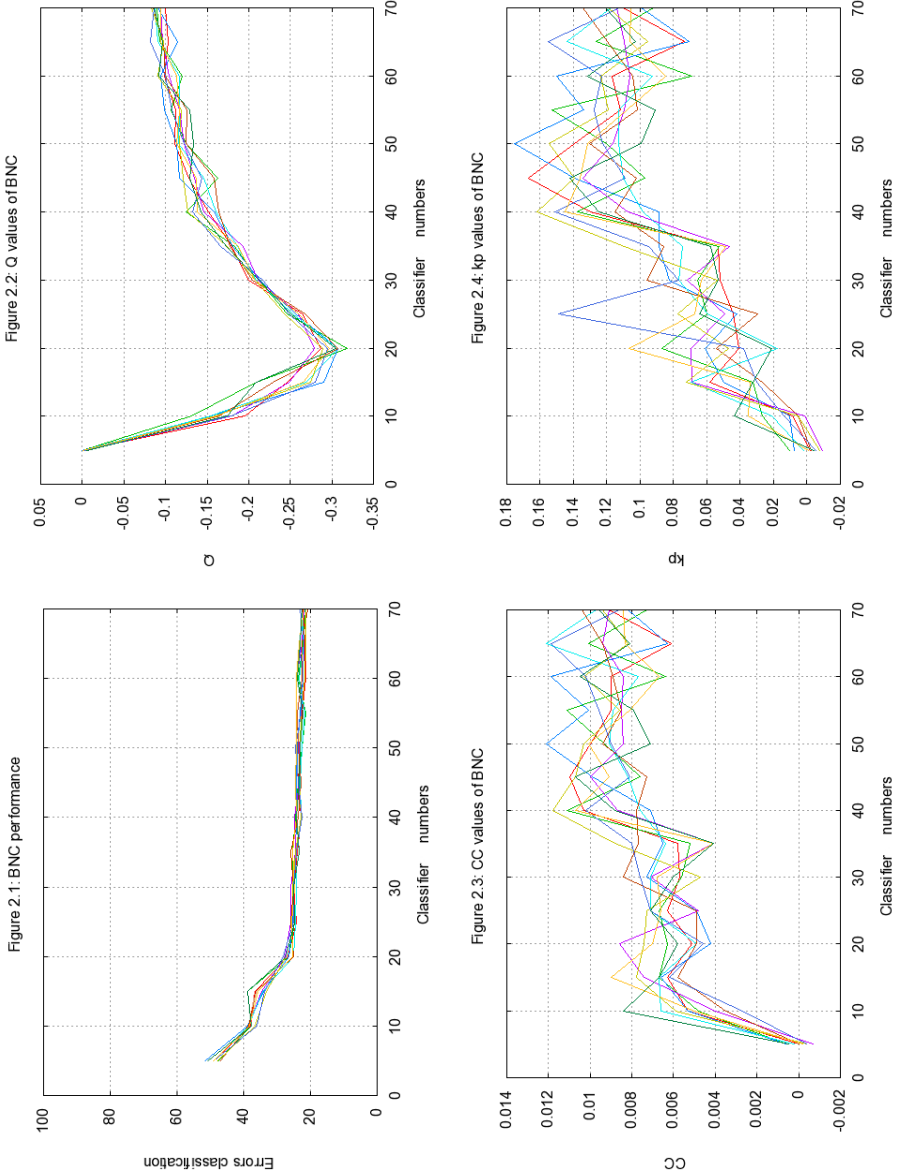 Figure 2.1: BNC performance
Errors classification
100
80
60
40
20
0
0 10 20 30 40 50 60 70
Classifier numbers
Figure 2.2: Q values of BNC
Q
0.05
0
-0.05
-0.1
-0.15
-0.2
-0.25
-0.3
-0.35
0 10 20 30 40 50 60 70
Classifier numbers
Figure 2.3: CC values of BNC
CC
0.014
0.012
0.01
0.008
0.006
0.004
0.002
0
-0.002
0 10 20 30 40 50 60 70
Classifier numbers
Figure 2.4: kp values of BNC
kp
0.18
0.16
0.14
0.12
0.1
0.08
0.06
0.04
0.02
0
-0.02
0 10 20 30 40 50 60 70
Classifier numbers